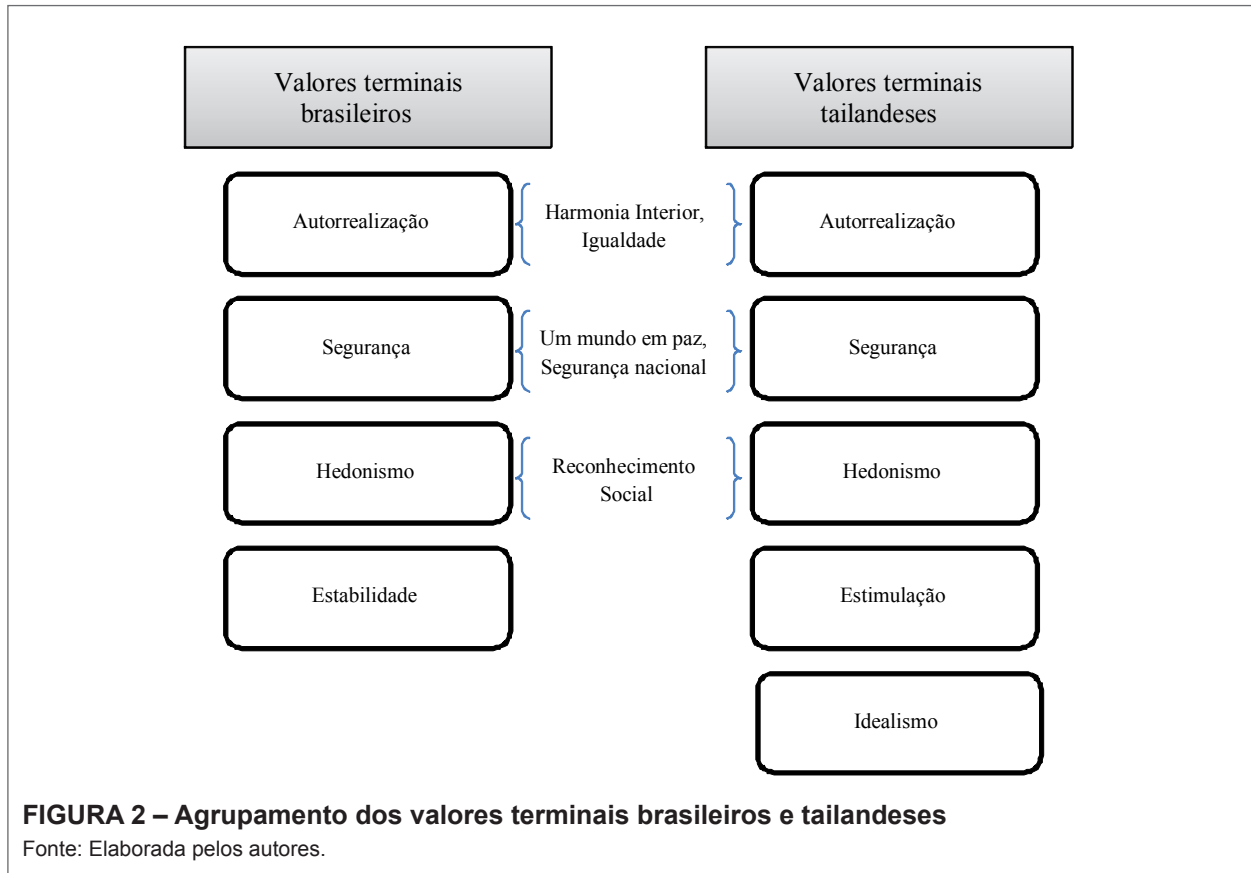 Valores terminais
brasileiros
Valores terminais
tailandeses
Autorrealização
Harmonia Interior,
Igualdade
Autorrealização
Segurança
Um mundo em paz,
Segurança nacional
Segurança
Hedonismo
Reconhecimento
Social
Hedonismo
Estabilidade
Estimulação
Idealismo
FIGURA 2 – Agrupamento dos valores terminais brasileiros e tailandeses
Fonte: Elaborada pelos autores.